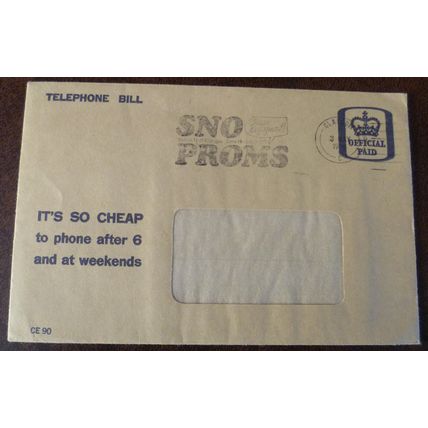 TELEPHONE BILL
SNO
PROMS
OFFICIAL
PAID
IT'S SO CHEAP
to phone after 6
and at weekends
CE 90